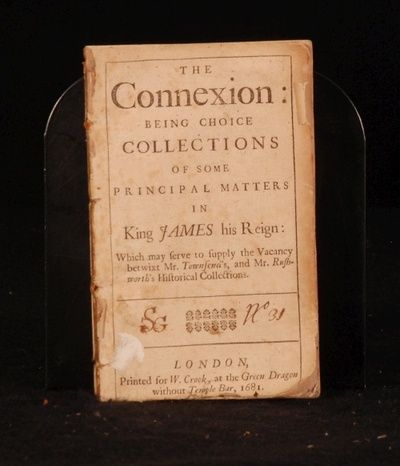 THE
Connexion:
BEING CHOICE
COLLECTIONS
OF SOME
PRINCIPAL MATTERS
IN
King JAMES his Reign:
Which may serve to supply the Vacancy
betwixt Mr. Townsend's, and Mr. Rush-
worth's Historical Collections.
SG No 31
LONDON,
Printed for W. Crook, at the Green Dragon
without Temple Bar, 1681.